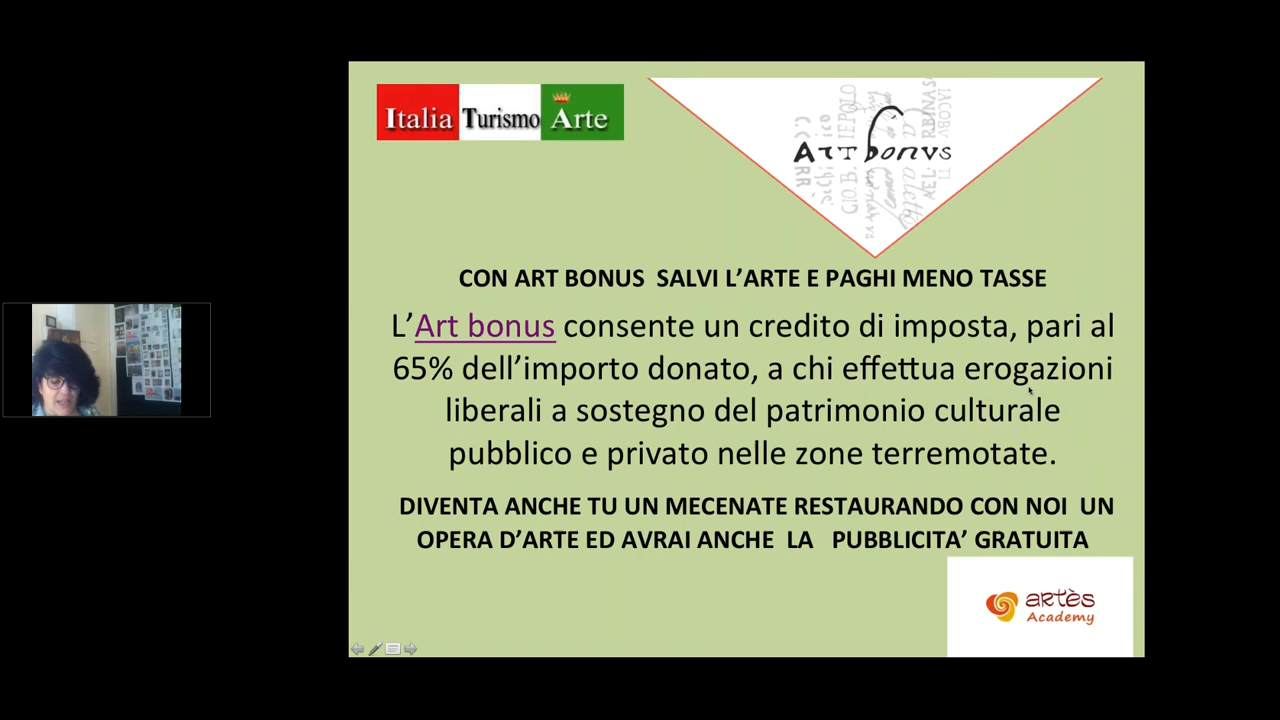 Italia Turismo Arte
Art bonus
CON ART BONUS SALVI L’ARTE E PAGHI MENO TASSE
L’Art bonus consente un credito di imposta, pari al
65% dell’importo donato, a chi effettua erogazioni
liberali a sostegno del patrimonio culturale
pubblico e privato nelle zone terremotate.
DIVENTA ANCHE TU UN MECENATE RESTAURANDO CON NOI UN
OPERA D’ARTE ED AVRAI ANCHE LA PUBBLICITA’ GRATUITA
artès
Academy